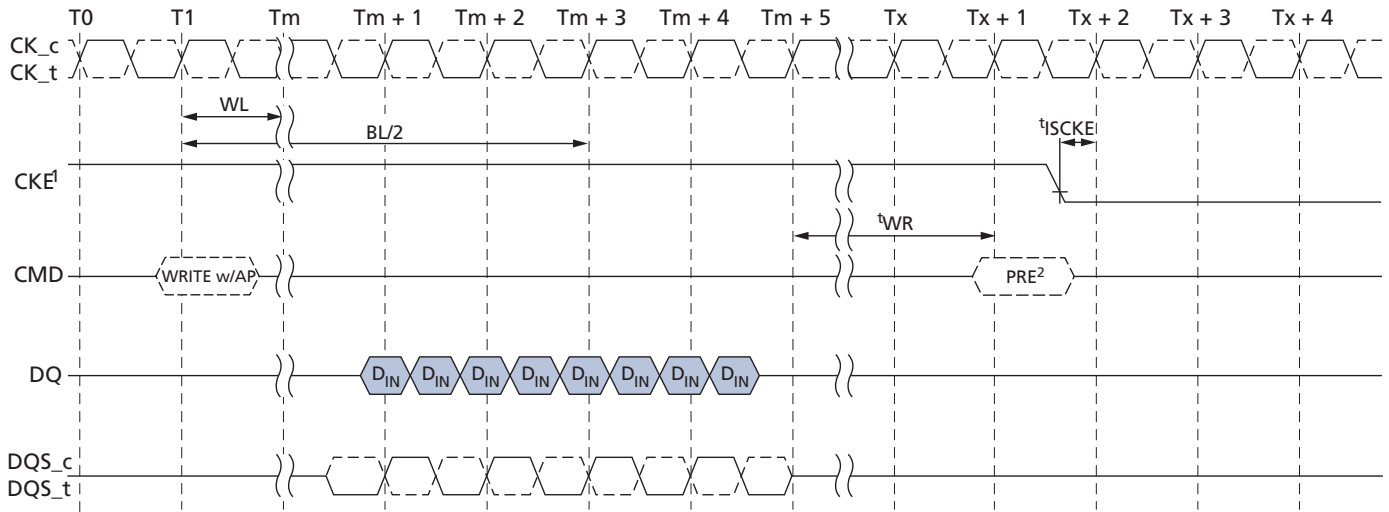 T0 T1 Tm Tm + 1 Tm + 2 Tm + 3 Tm + 4 Tm + 5 Tx Tx + 1 Tx + 2 Tx + 3 Tx + 4
CK_c
CK_t
WL
BL/2
tISCKE
CKE1
tWR
CMD WRITE w/AP PRE2
DQ DIN DIN DIN DIN DIN DIN DIN DIN
DQS_c
DQS_t